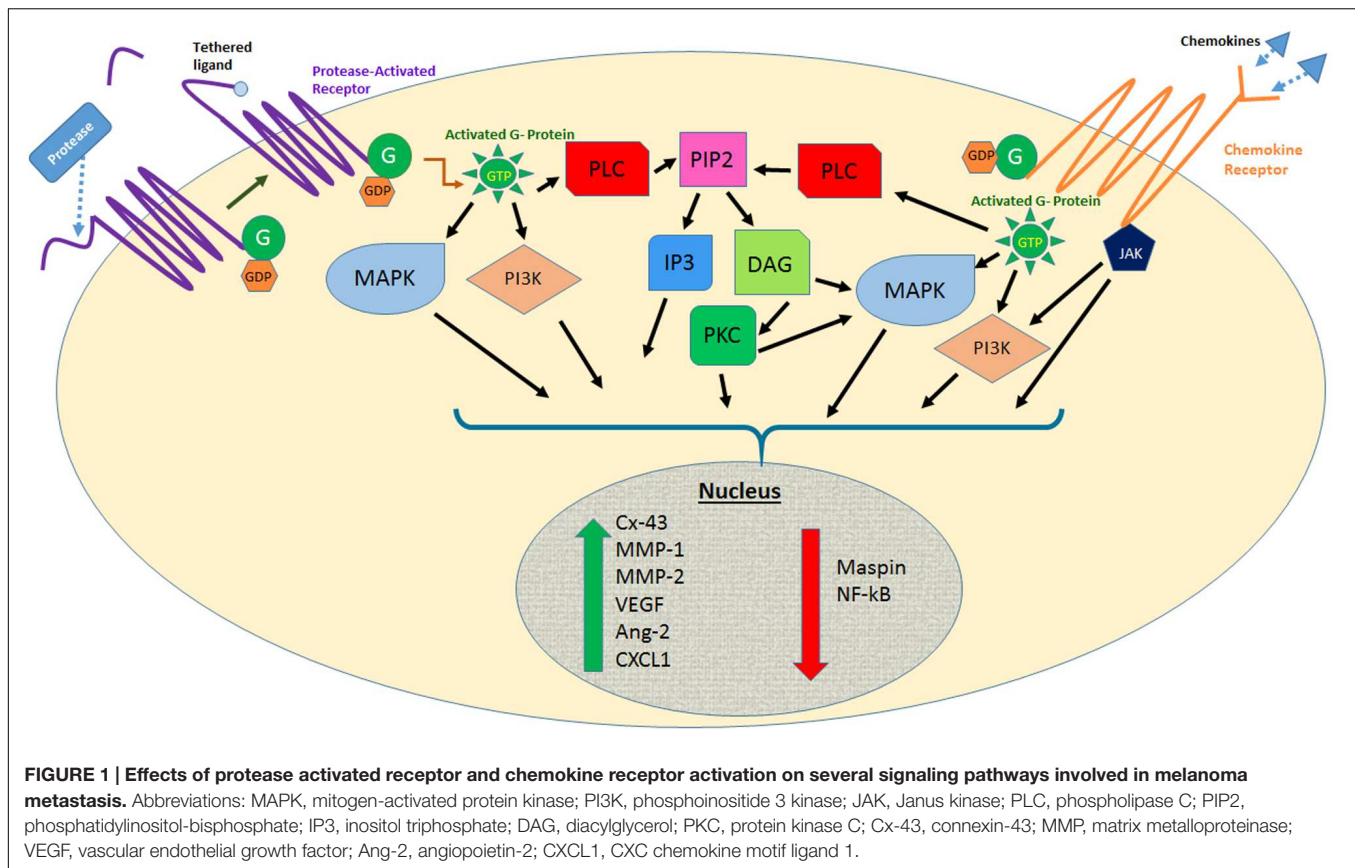 Tethered
ligand
Protease-Activated
Receptor
Chemokines
Protease
G
GDP
Activated G- Protein
GTP
PLC
PIP2
PLC
GDP
G
Chemokine
Receptor
Activated G- Protein
G
GDP
MAPK
PI3K
IP3
DAG
MAPK
GTP
JAK
PKC
PI3K
Nucleus
Cx-43
MMP-1
MMP-2
VEGF
Ang-2
CXCL1
Maspin
NF-kB
FIGURE 1 | Effects of protease activated receptor and chemokine receptor activation on several signaling pathways involved in melanoma
metastasis. Abbreviations: MAPK, mitogen-activated protein kinase; PI3K, phosphoinositide 3 kinase; JAK, Janus kinase; PLC, phospholipase C; PIP2,
phosphatidylinositol-bisphosphate; IP3, inositol triphosphate; DAG, diacylglycerol; PKC, protein kinase C; Cx-43, connexin-43; MMP, matrix metalloproteinase;
VEGF, vascular endothelial growth factor; Ang-2, angiopoietin-2; CXCL1, CXC chemokine motif ligand 1.